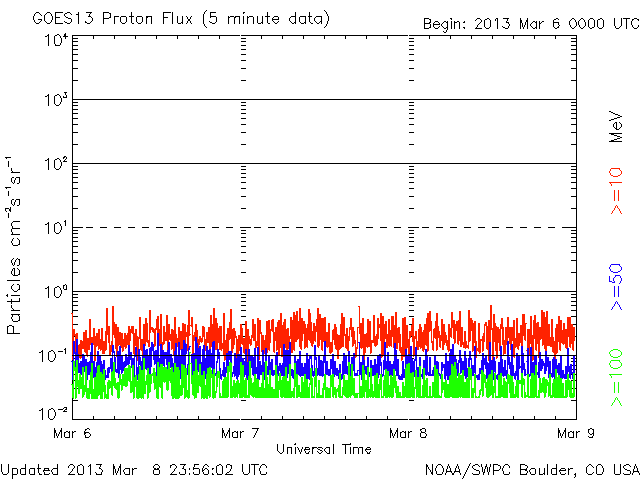 GOES13 Proton Flux (5 minute data)
Begin: 2013 Mar 6 0000 UTC
Particles cm⁻²s⁻¹sr⁻¹
10⁴
10³
10²
10¹
10⁰
10⁻¹
10⁻²
Mar 6 Mar 7 Mar 8 Mar 9
Universal Time
MeV
>=10
>=50
>=100
Updated 2013 Mar 8 23:56:02 UTC
NOAA/SWPC Boulder, CO USA